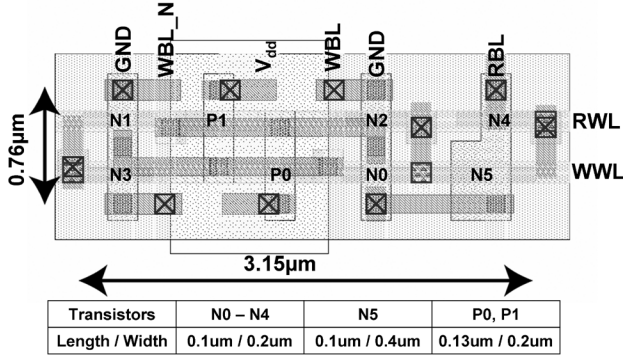 GND WBL_N Vdd WBL GND RBL
N1 P1 N2 N4 RWL
0.76μm
N3 P0 N0 N5 WWL
3.15μm
Transistors N0 – N4 N5 P0, P1
Length / Width 0.1um / 0.2um 0.1um / 0.4um 0.13um / 0.2um